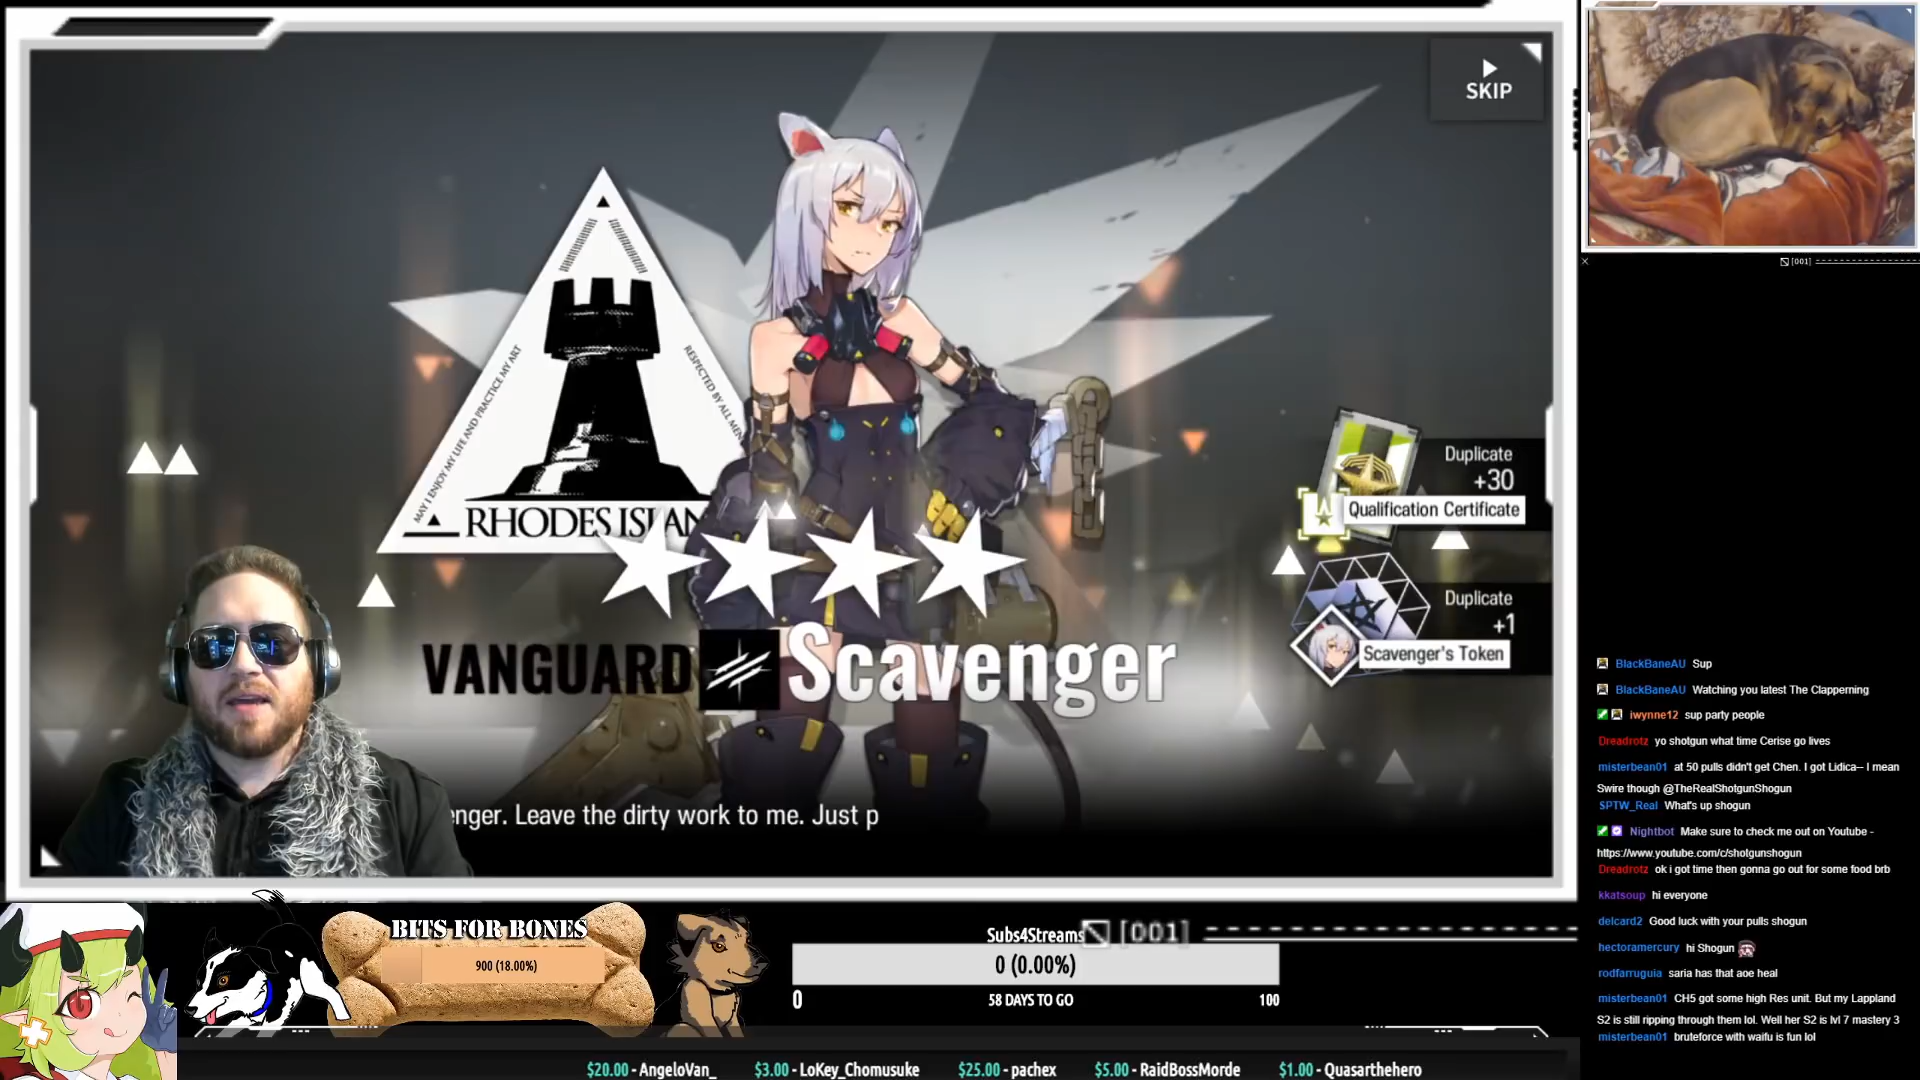 SKIP
MAY I ENJOY MY LIFE AND PRACTICE MY ART
RESPECTED BY ALL MEN
RHODES ISLAN
Duplicate
+30
Qualification Certificate
Duplicate
+1
Scavenger's Token
VANGUARD
Scavenger
enger. Leave the dirty work to me. Just p
[001]
BlackBaneAU Sup
BlackBaneAU Watching you latest The Clapperning
iwynne12 sup party people
Dreadrotz yo shotgun what time Cerise go lives
misterbean01 at 50 pulls didn't get Chen. I got Lidica-- I mean
Swire though @TheRealShotgunShogun
SPTW_Real What's up shogun
Nightbot Make sure to check me out on Youtube -
https://www.youtube.com/c/shotgunshogun
Dreadrotz ok i got time then gonna go out for some food brb
kkatsoup hi everyone
delcard2 Good luck with your pulls shogun
hectoramercury hi Shogun
rodfarruguia saria has that aoe heal
misterbean01 CH5 got some high Res unit. But my Lappland
S2 is still ripping through them lol. Well her S2 is lvl 7 mastery 3
misterbean01 bruteforce with waifu is fun lol
BITS FOR BONES
900 (18.00%)
Subs4Streams
[001]
0 (0.00%)
0
58 DAYS TO GO
100
$20.00 - AngeloVan_
$3.00 - LoKey_Chomusuke
$25.00 - pachex
$5.00 - RaidBossMorde
$1.00 - Quasarthehero